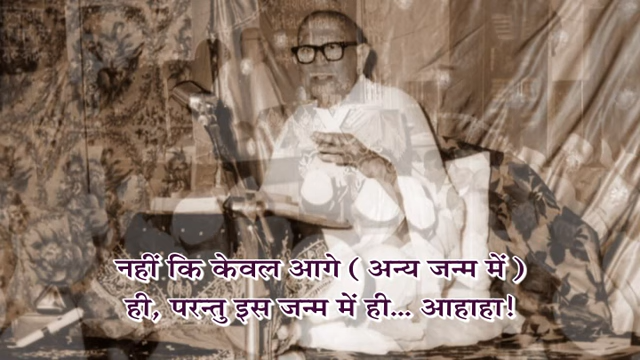 नहीं कि केवल आगे ( अन्य जन्म में )
ही, परन्तु इस जन्म में ही... आहाहा!